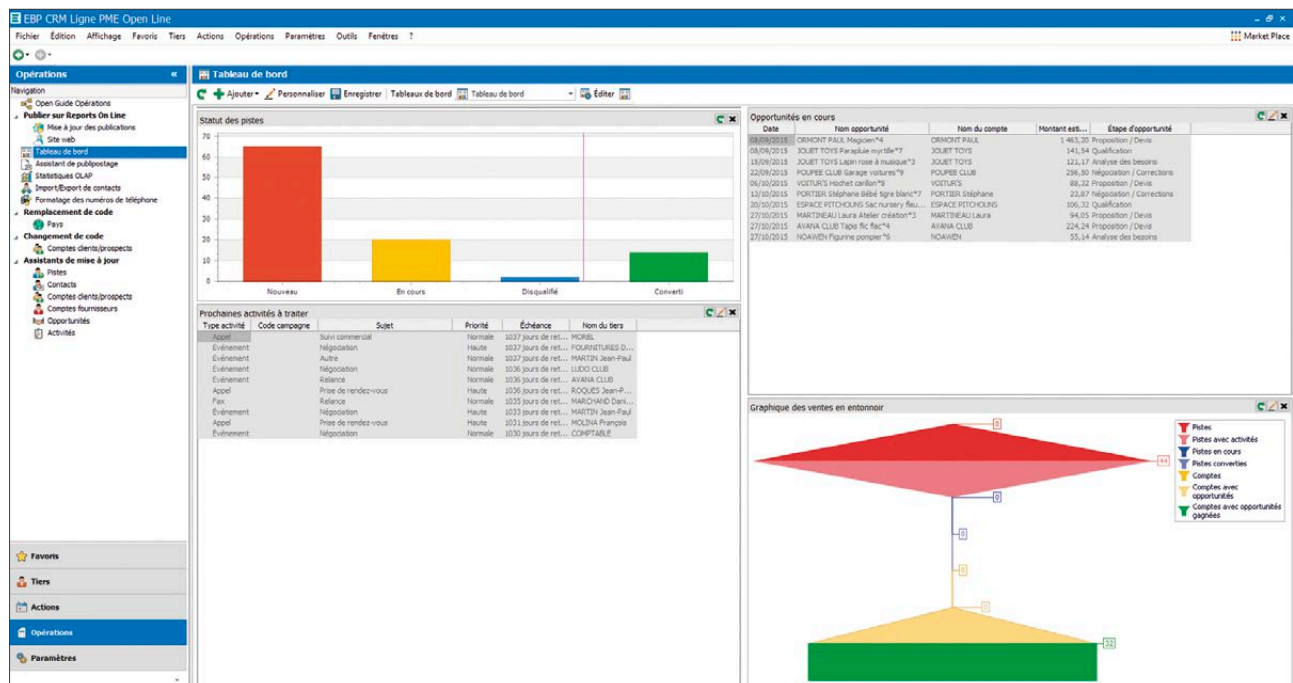 EBP CRM Ligne PME Open Line
Fichier Édition Affichage Favoris Tiers Actions Opérations Paramètres Outils Fenêtres ?
Market Place
Opérations «
Navigation
Open Guide Opérations
Publier sur Reports On Line
Mise à jour des publications
Site web
Tableau de bord
Assistant de publipostage
Statistiques OLAP
Import/Export de contacts
Formatage des numéros de téléphone
Remplacement de code
Pays
Changement de code
Comptes clients/prospects
Assistants de mise à jour
Pistes
Contacts
Comptes clients/prospects
Comptes fournisseurs
Opportunités
Activités
Favoris
Tiers
Actions
Opérations
Paramètres
Tableau de bord
Ajouter Personnaliser Enregistrer Tableaux de bord Tableau de bord Éditer
Statut des pistes
70
60
50
40
30
20
10
0
Nouveau En cours Disqualifié Converti
Prochaines activités à traiter
Type activité Code campagne Sujet Priorité Échéance Nom du tiers
Appel Suivi commercial Normale 1037 jours de ret... MOREL
Événement Négociation Haute 1037 jours de ret... FOURNITURES D...
Événement Autre Normale 1037 jours de ret... MARTIN Jean-Paul
Événement Négociation Normale 1036 jours de ret... LUDO CLUB
Événement Relance Normale 1036 jours de ret... AVANA CLUB
Appel Prise de rendez-vous Haute 1036 jours de ret... ROQUES Jean-P...
Fax Relance Normale 1035 jours de ret... MARCHAND Dani...
Événement Négociation Haute 1033 jours de ret... MARTIN Jean-Paul
Appel Prise de rendez-vous Haute 1031 jours de ret... MOLINA François
Événement Négociation Normale 1030 jours de ret... COMPTABLE
Opportunités en cours
Date Nom opportunité Nom du compte Montant esti... Étape d'opportunité
08/09/2015 ORMONT PAUL Magicien*4 ORMONT PAUL 1 463,20 Proposition / Devis
08/09/2015 JOUET TOYS Parapluie myrtille*7 JOUET TOYS 141,54 Qualification
15/09/2015 JOUET TOYS Lapin rose à musique*3 JOUET TOYS 121,17 Analyse des besoins
22/09/2015 POUPEE CLUB Garage voitures*9 POUPEE CLUB 256,50 Négociation / Corrections
06/10/2015 VOITUR'S Hochet carillon*8 VOITUR'S 88,32 Proposition / Devis
13/10/2015 PORTIER Stéphane Bébé tigre blanc*7 PORTIER Stéphane 23,87 Négociation / Corrections
20/10/2015 ESPACE PITCHOUNS Sac nursery fleu... ESPACE PITCHOUNS 106,32 Qualification
27/10/2015 MARTINEAU Laura Atelier création*3 MARTINEAU Laura 94,05 Proposition / Devis
27/10/2015 AVANA CLUB Tapis flic flac*4 AVANA CLUB 224,24 Proposition / Devis
27/10/2015 NOAWEN Figurine pompier*6 NOAWEN 55,14 Analyse des besoins
Graphique des ventes en entonnoir
0
44
0
0
0
0
32
Pistes
Pistes avec activités
Pistes en cours
Pistes converties
Comptes
Comptes avec
opportunités
Comptes avec opportunités
gagnées